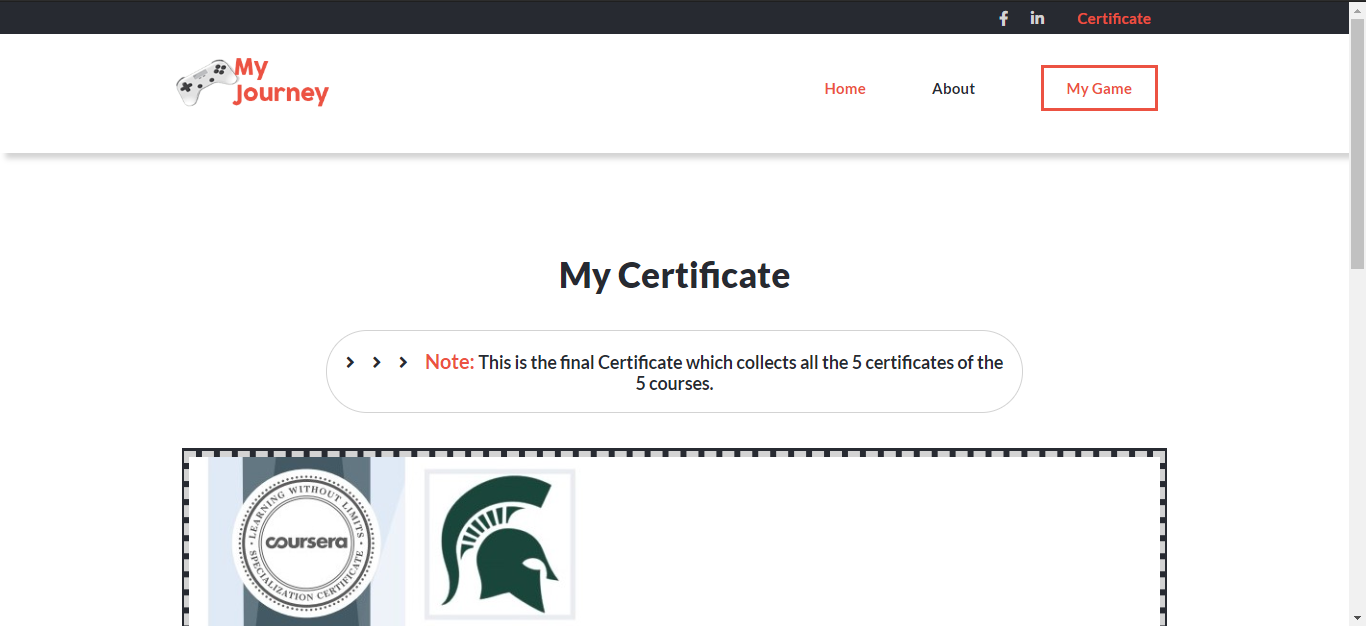 Certificate
My
Journey
Home
About
My Game
My Certificate
Note: This is the final Certificate which collects all the 5 certificates of the
5 courses.
LEARNING WITHOUT LIMITS
coursera
SPECIALIZATION CERTIFICATE